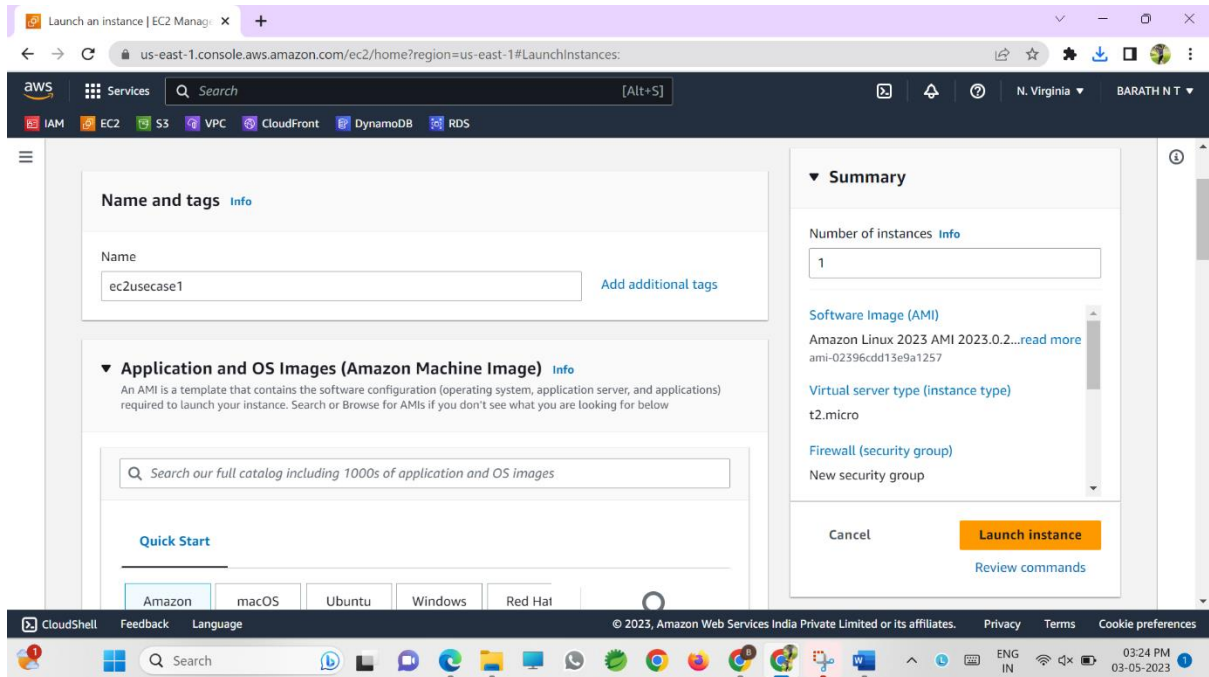 Launch an instance | EC2 Manage
us-east-1.console.aws.amazon.com/ec2/home?region=us-east-1#LaunchInstances:
aws Services Search [Alt+S] N. Virginia BARATH N T
IAM EC2 S3 VPC CloudFront DynamoDB RDS
Name and tags Info
Name
ec2usecase1 Add additional tags
Application and OS Images (Amazon Machine Image) Info
An AMI is a template that contains the software configuration (operating system, application server, and applications)
required to launch your instance. Search or Browse for AMIs if you don't see what you are looking for below
Search our full catalog including 1000s of application and OS images
Quick Start
Amazon macOS Ubuntu Windows Red Hat
Summary
Number of instances Info
1
Software Image (AMI)
Amazon Linux 2023 AMI 2023.0.2...read more
ami-02396cdd13e9a1257
Virtual server type (instance type)
t2.micro
Firewall (security group)
New security group
Cancel Launch instance
Review commands
CloudShell Feedback Language © 2023, Amazon Web Services India Private Limited or its affiliates. Privacy Terms Cookie preferences
1 Search ENG 03:24 PM 1
IN 03-05-2023